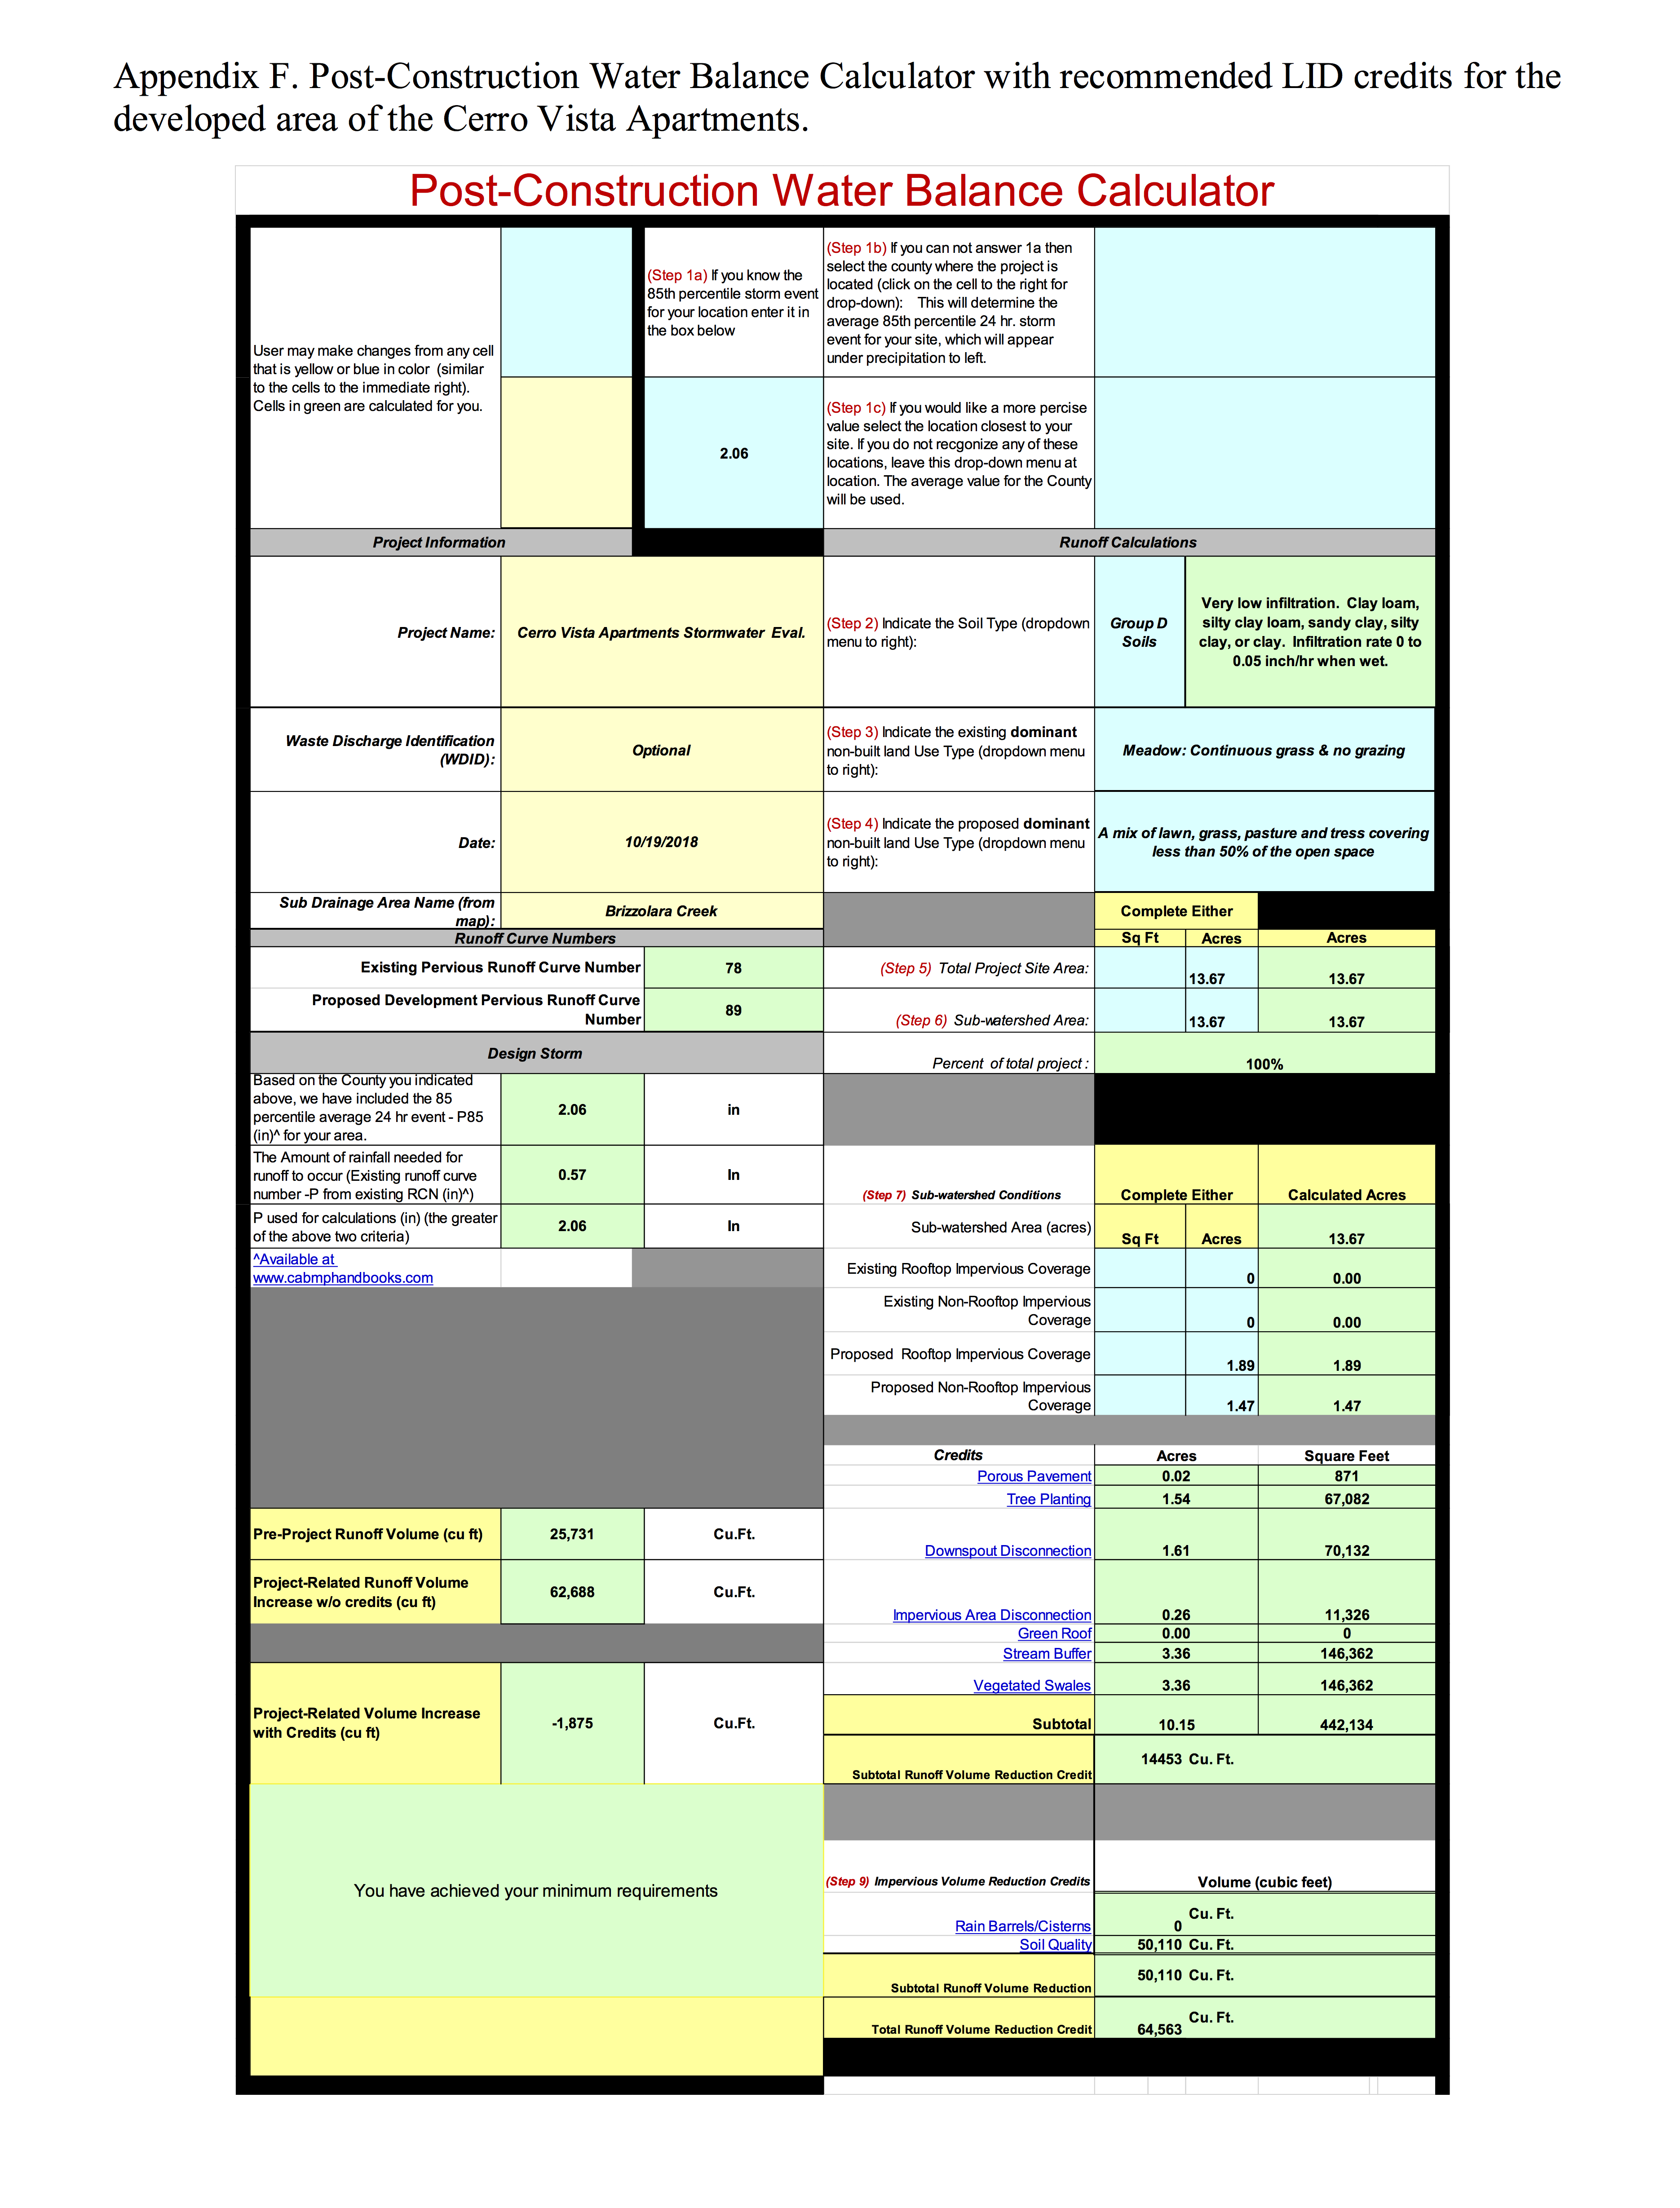 Appendix F. Post-Construction Water Balance Calculator with recommended LID credits for the
developed area of the Cerro Vista Apartments.
Post-Construction Water Balance Calculator
User may make changes from any cell
that is yellow or blue in color (similar
to the cells to the immediate right).
Cells in green are calculated for you.
(Step 1a) If you know the
85th percentile storm event
for your location enter it in
the box below
2.06
(Step 1b) If you can not answer 1a then
select the county where the project is
located (click on the cell to the right for
drop-down): This will determine the
average 85th percentile 24 hr. storm
event for your site, which will appear
under precipitation to left.
(Step 1c) If you would like a more percise
value select the location closest to your
site. If you do not recgonize any of these
locations, leave this drop-down menu at
location. The average value for the County
will be used.
Project Information
Runoff Calculations
Project Name:
Cerro Vista Apartments Stormwater Eval.
(Step 2) Indicate the Soil Type (dropdown
menu to right):
Group D
Soils
Very low infiltration. Clay loam,
silty clay loam, sandy clay, silty
clay, or clay. Infiltration rate 0 to
0.05 inch/hr when wet.
Waste Discharge Identification
(WDID):
Optional
(Step 3) Indicate the existing dominant
non-built land Use Type (dropdown menu
to right):
Meadow: Continuous grass & no grazing
Date:
10/19/2018
(Step 4) Indicate the proposed dominant
non-built land Use Type (dropdown menu
to right):
A mix of lawn, grass, pasture and tress covering
less than 50% of the open space
Sub Drainage Area Name (from
map):
Brizzolara Creek
Complete Either
Runoff Curve Numbers
Sq Ft Acres Acres
Existing Pervious Runoff Curve Number 78
(Step 5) Total Project Site Area: 13.67 13.67
Proposed Development Pervious Runoff Curve
Number
89
(Step 6) Sub-watershed Area: 13.67 13.67
Design Storm
Percent of total project : 100%
Based on the County you indicated
above, we have included the 85
percentile average 24 hr event - P85
(in)^ for your area.
2.06 in
The Amount of rainfall needed for
runoff to occur (Existing runoff curve
number -P from existing RCN (in)^)
0.57 In
(Step 7) Sub-watershed Conditions Complete Either Calculated Acres
P used for calculations (in) (the greater
of the above two criteria)
2.06 In
Sub-watershed Area (acres) Sq Ft Acres 13.67
^Available at
www.cabmphandbooks.com
Existing Rooftop Impervious Coverage 0 0.00
Existing Non-Rooftop Impervious
Coverage 0 0.00
Proposed Rooftop Impervious Coverage 1.89 1.89
Proposed Non-Rooftop Impervious
Coverage 1.47 1.47
Credits Acres Square Feet
Porous Pavement 0.02 871
Tree Planting 1.54 67,082
Pre-Project Runoff Volume (cu ft) 25,731 Cu.Ft.
Downspout Disconnection 1.61 70,132
Project-Related Runoff Volume
Increase w/o credits (cu ft)
62,688 Cu.Ft.
Impervious Area Disconnection 0.26 11,326
Green Roof 0.00 0
Stream Buffer 3.36 146,362
Vegetated Swales 3.36 146,362
Project-Related Volume Increase
with Credits (cu ft)
-1,875 Cu.Ft.
Subtotal 10.15 442,134
Subtotal Runoff Volume Reduction Credit 14453 Cu. Ft.
You have achieved your minimum requirements
(Step 9) Impervious Volume Reduction Credits Volume (cubic feet)
Rain Barrels/Cisterns 0 Cu. Ft.
Soil Quality 50,110 Cu. Ft.
Subtotal Runoff Volume Reduction 50,110 Cu. Ft.
Total Runoff Volume Reduction Credit 64,563 Cu. Ft.